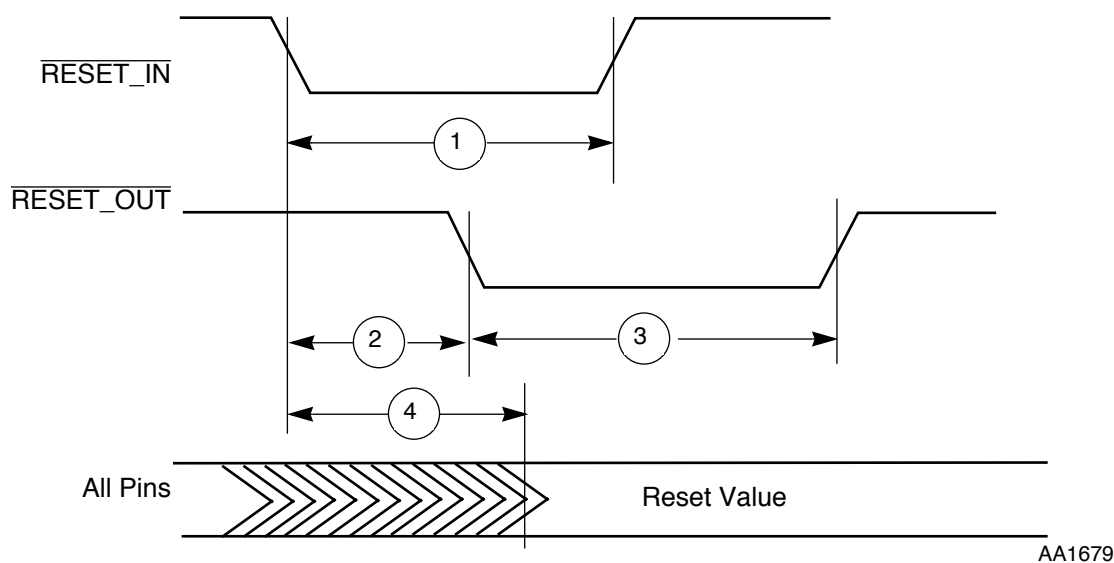 RESET_IN
1
RESET_OUT
2
3
4
All Pins
Reset Value
AA1679